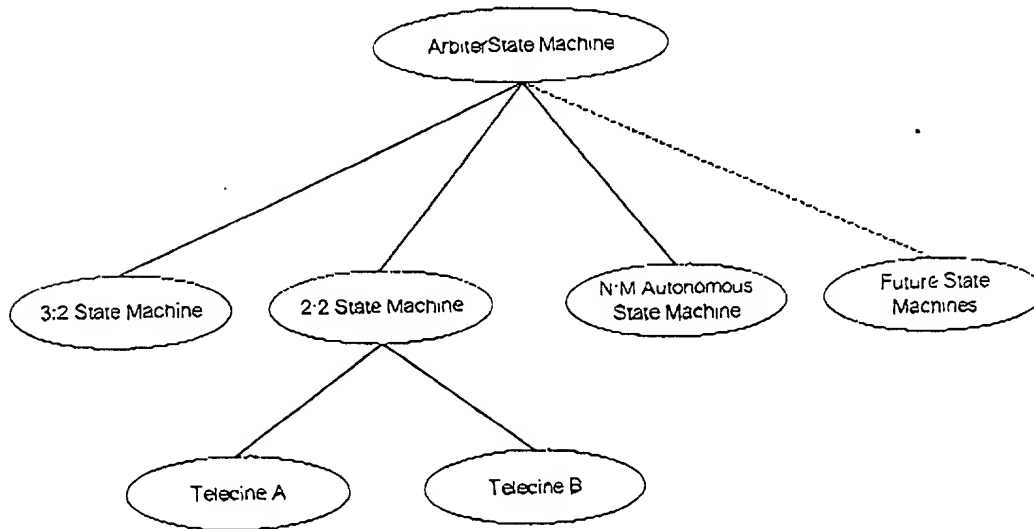 ArbiterState Machine
3:2 State Machine
2:2 State Machine
N:M Autonomous
State Machine
Future State
Machines
Telecine A
Telecine B